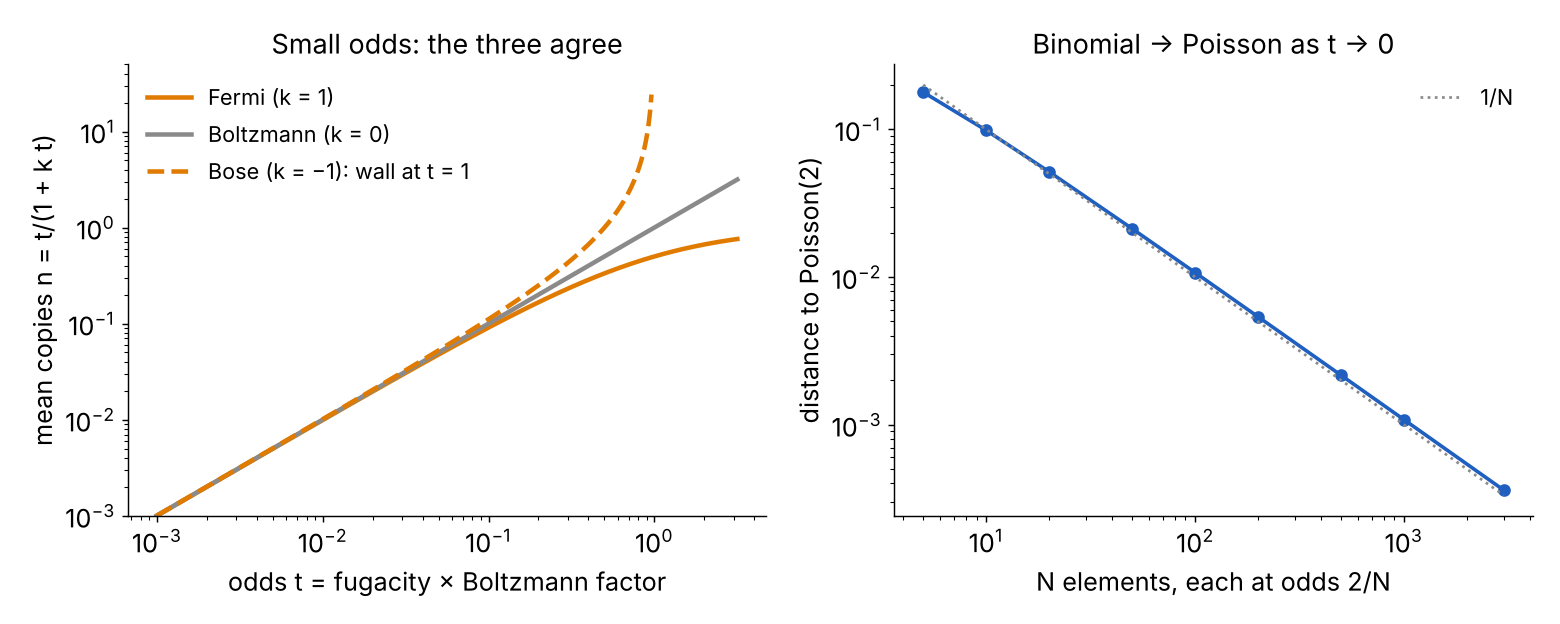 Small odds: the three agree
Fermi (k = 1)
Boltzmann (k = 0)
Bose (k = −1): wall at t = 1
mean copies n = t/(1 + k t)
10¹
10⁰
10⁻¹
10⁻²
10⁻³
10⁻³ 10⁻² 10⁻¹ 10⁰
odds t = fugacity × Boltzmann factor
Binomial → Poisson as t → 0
1/N
distance to Poisson(2)
10⁻¹
10⁻²
10⁻³
10¹ 10² 10³
N elements, each at odds 2/N